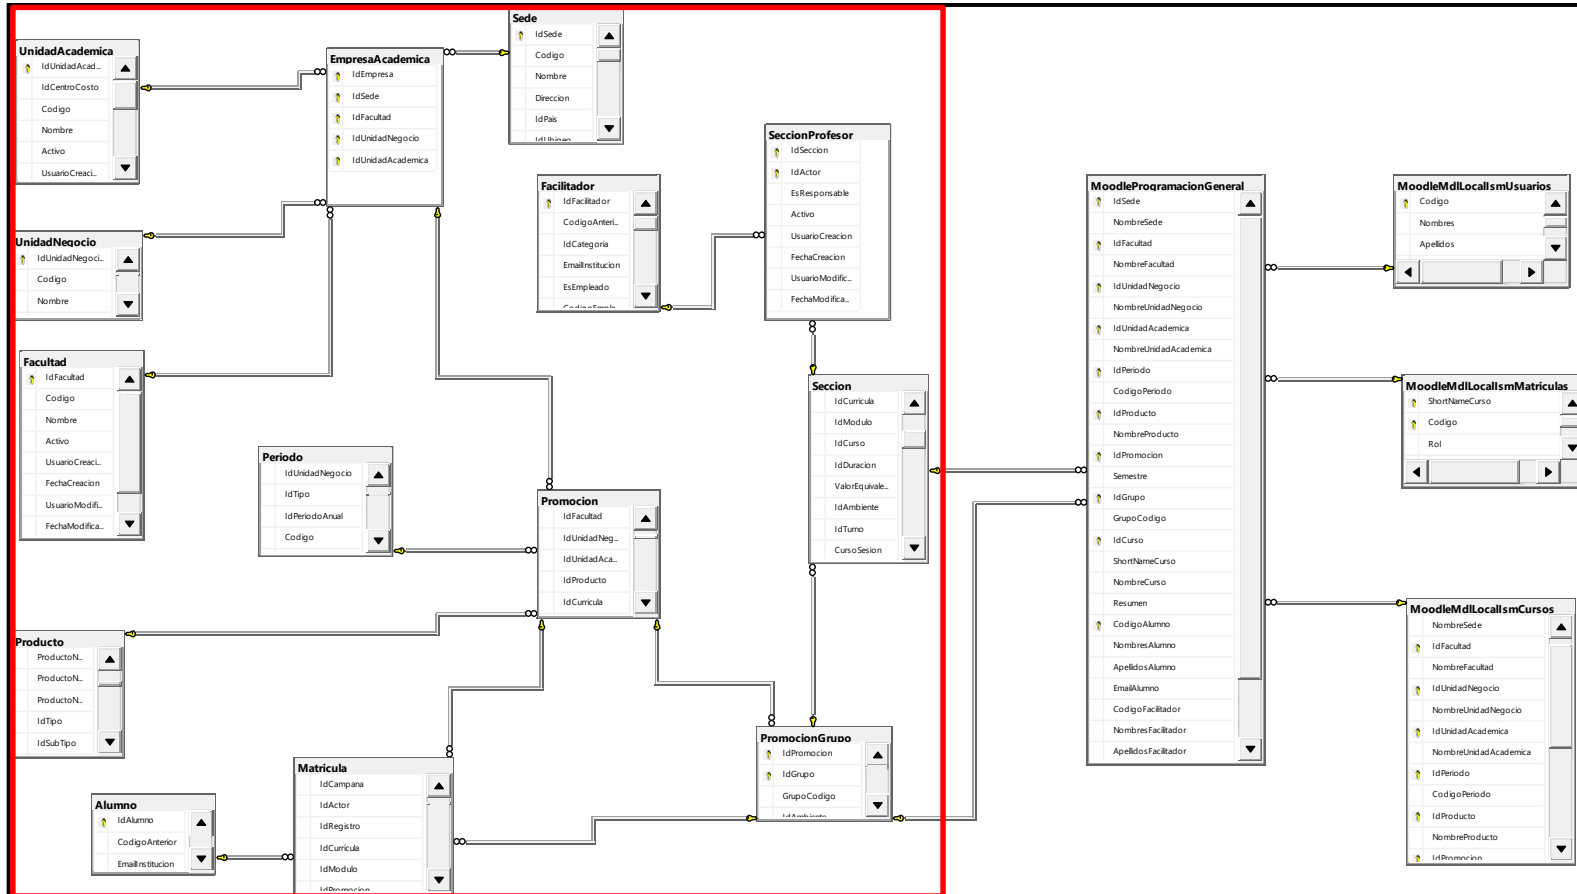 UnidadAcademica
IdUnidadAcad...
IdCentroCosto
Codigo
Nombre
Activo
UsuarioCreaci...
EmpresaAcademica
IdEmpresa
IdSede
IdFacultad
IdUnidadNegocio
IdUnidadAcademica
Sede
IdSede
Codigo
Nombre
Direccion
IdPais
IdUbigeo
UnidadNegocio
IdUnidadNegoci...
Codigo
Nombre
Facilitador
IdFacilitador
CodigoAnteri...
IdCategoria
EmailInstitucion
EsEmpleado
CodigoEmple...
SeccionProfesor
IdSeccion
IdActor
EsResponsable
Activo
UsuarioCreacion
FechaCreacion
UsuarioModific...
FechaModifica...
Facultad
IdFacultad
Codigo
Nombre
Activo
UsuarioCreaci...
FechaCreacion
UsuarioModifi...
FechaModifica...
Periodo
IdUnidadNegocio
IdTipo
IdPeriodoAnual
Codigo
Promocion
IdFacultad
IdUnidadNeg...
IdUnidadAca...
IdProducto
IdCurricula
Seccion
IdCurricula
IdModulo
IdCurso
IdDuracion
ValorEquivale...
IdAmbiente
IdTurno
CursoSesion
Producto
ProductoN...
ProductoN...
ProductoN...
IdTipo
IdSubTipo
Alumno
IdAlumno
CodigoAnterior
EmailInstitucion
Matricula
IdCampana
IdActor
IdRegistro
IdCurricula
IdModulo
IdPromocion
PromocionGrupo
IdPromocion
IdGrupo
GrupoCodigo
IdAmbiente
MoodleProgramacionGeneral
IdSede
NombreSede
IdFacultad
NombreFacultad
IdUnidadNegocio
NombreUnidadNegocio
IdUnidadAcademica
NombreUnidadAcademica
IdPeriodo
CodigoPeriodo
IdProducto
NombreProducto
IdPromocion
Semestre
IdGrupo
GrupoCodigo
IdCurso
ShortNameCurso
NombreCurso
Resumen
CodigoAlumno
NombresAlumno
ApellidosAlumno
EmailAlumno
CodigoFacilitador
NombresFacilitador
ApellidosFacilitador
MoodleMdlLocalIsmUsuarios
Codigo
Nombres
Apellidos
MoodleMdlLocalIsmMatriculas
ShortNameCurso
Codigo
Rol
MoodleMdlLocalIsmCursos
NombreSede
IdFacultad
NombreFacultad
IdUnidadNegocio
NombreUnidadNegocio
IdUnidadAcademica
NombreUnidadAcademica
IdPeriodo
CodigoPeriodo
IdProducto
NombreProducto
IdPromocion